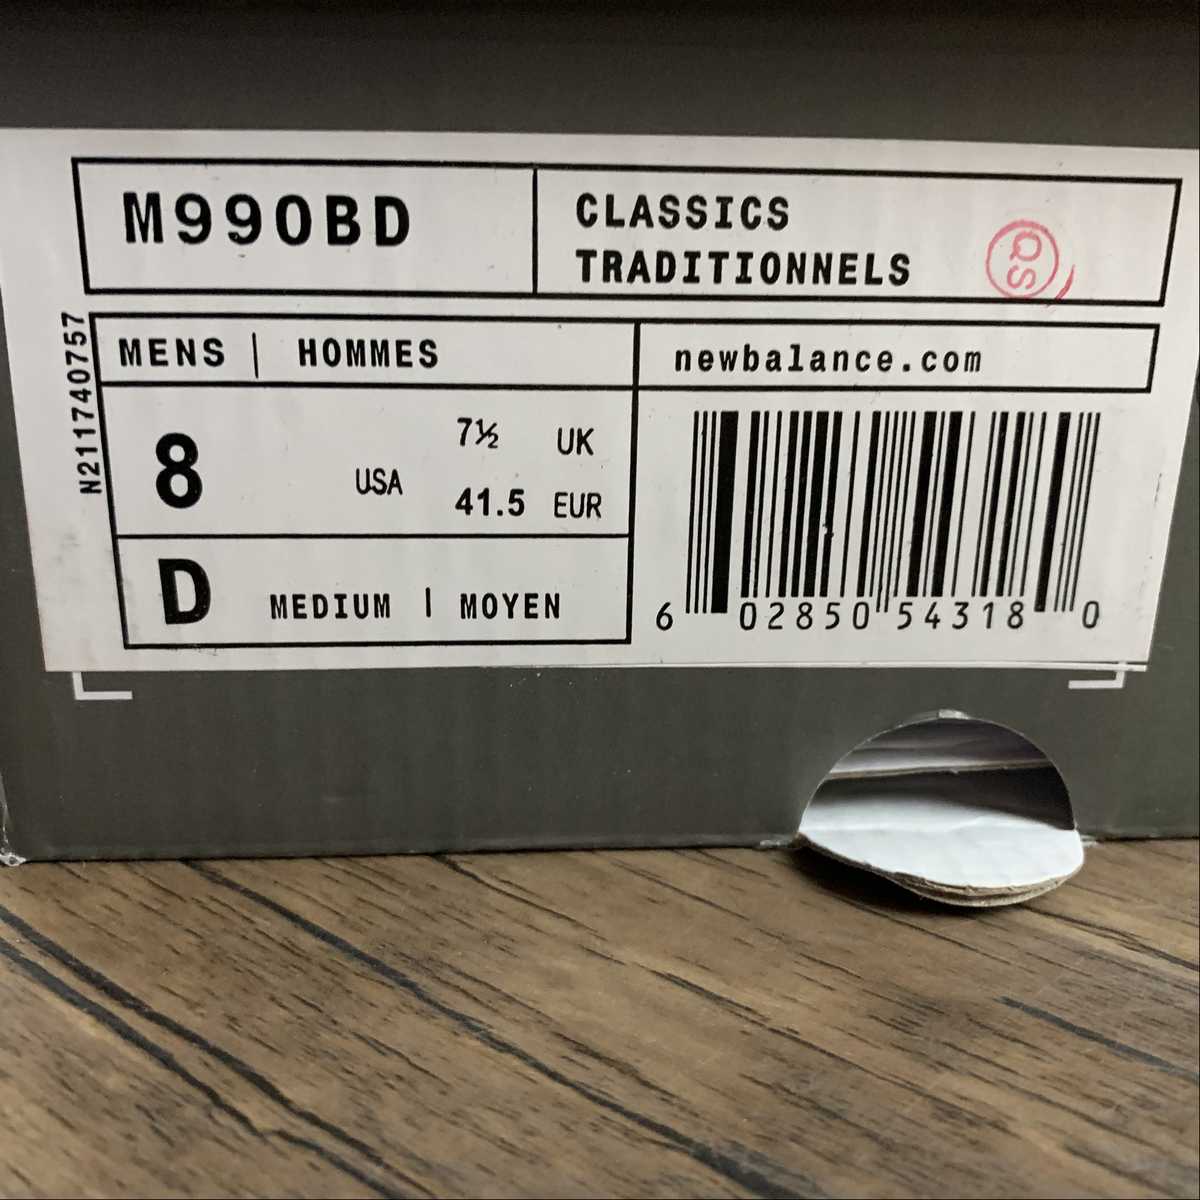 M990BD
CLASSICS
TRADITIONNELS
QS
N211740757
MENS | HOMMES
newbalance.com
8 USA
7½ UK
41.5 EUR
D MEDIUM | MOYEN
6 02850 54318 0